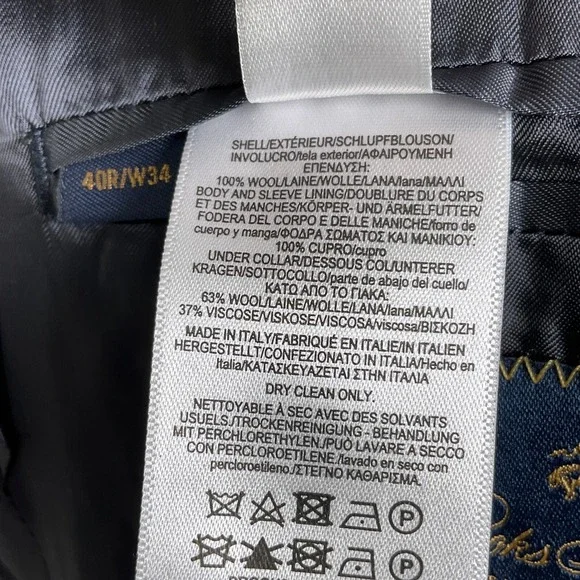 40R/W34
SHELL/EXTÉRIEUR/SCHLUPFBLOUSON/
INVOLUCRO/tela exterior/ΑΦΑΙΡΟΥΜΕΝΗ
ΕΠΕΝΔΥΣΗ:
100% WOOL/LAINE/WOLLE/LANA/lana/ΜΑΛΛΙ
BODY AND SLEEVE LINING/DOUBLURE DU CORPS
ET DES MANCHES/KÖRPER- UND ÄRMELFUTTER/
FODERA DEL CORPO E DELLE MANICHE/forro de
cuerpo y manga/ΦΟΔΡΑ ΣΩΜΑΤΟΣ ΚΑΙ ΜΑΝΙΚΙΟΥ:
100% CUPRO/cupro
UNDER COLLAR/DESSOUS COL/UNTERER
KRAGEN/SOTTOCOLLO/parte de abajo del cuello/
ΚΑΤΩ ΑΠΟ ΤΟ ΓΙΑΚΑ:
63% WOOL/LAINE/WOLLE/LANA/lana/ΜΑΛΛΙ
37% VISCOSE/VISKOSE/VISCOSA/viscosa/ΒΙΣΚΟΖΗ
MADE IN ITALY/FABRIQUÉ EN ITALIE/IN ITALIEN
HERGESTELLT/CONFEZIONATO IN ITALIA/Hecho en
Italia/ΚΑΤΑΣΚΕΥΑΖΕΤΑΙ ΣΤΗΝ ΙΤΑΛΙΑ
DRY CLEAN ONLY.
NETTOYABLE À SEC AVEC DES SOLVANTS
USUELS./TROCKENREINIGUNG - BEHANDLUNG
MIT PERCHLORETHYLEN./PUÒ LAVARE A SECCO
CON PERCLOROETILENE./lavado en seco con
percloroetileno./ΣΤΕΓΝΟ ΚΑΘΑΡΙΣΜΑ.
P
P